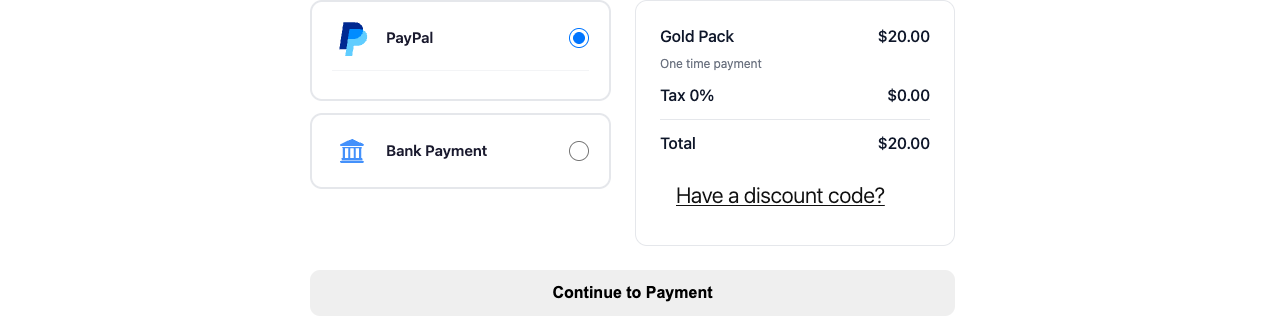 PayPal
Bank Payment
Gold Pack $20.00
One time payment
Tax 0% $0.00
Total $20.00
Have a discount code?
Continue to Payment